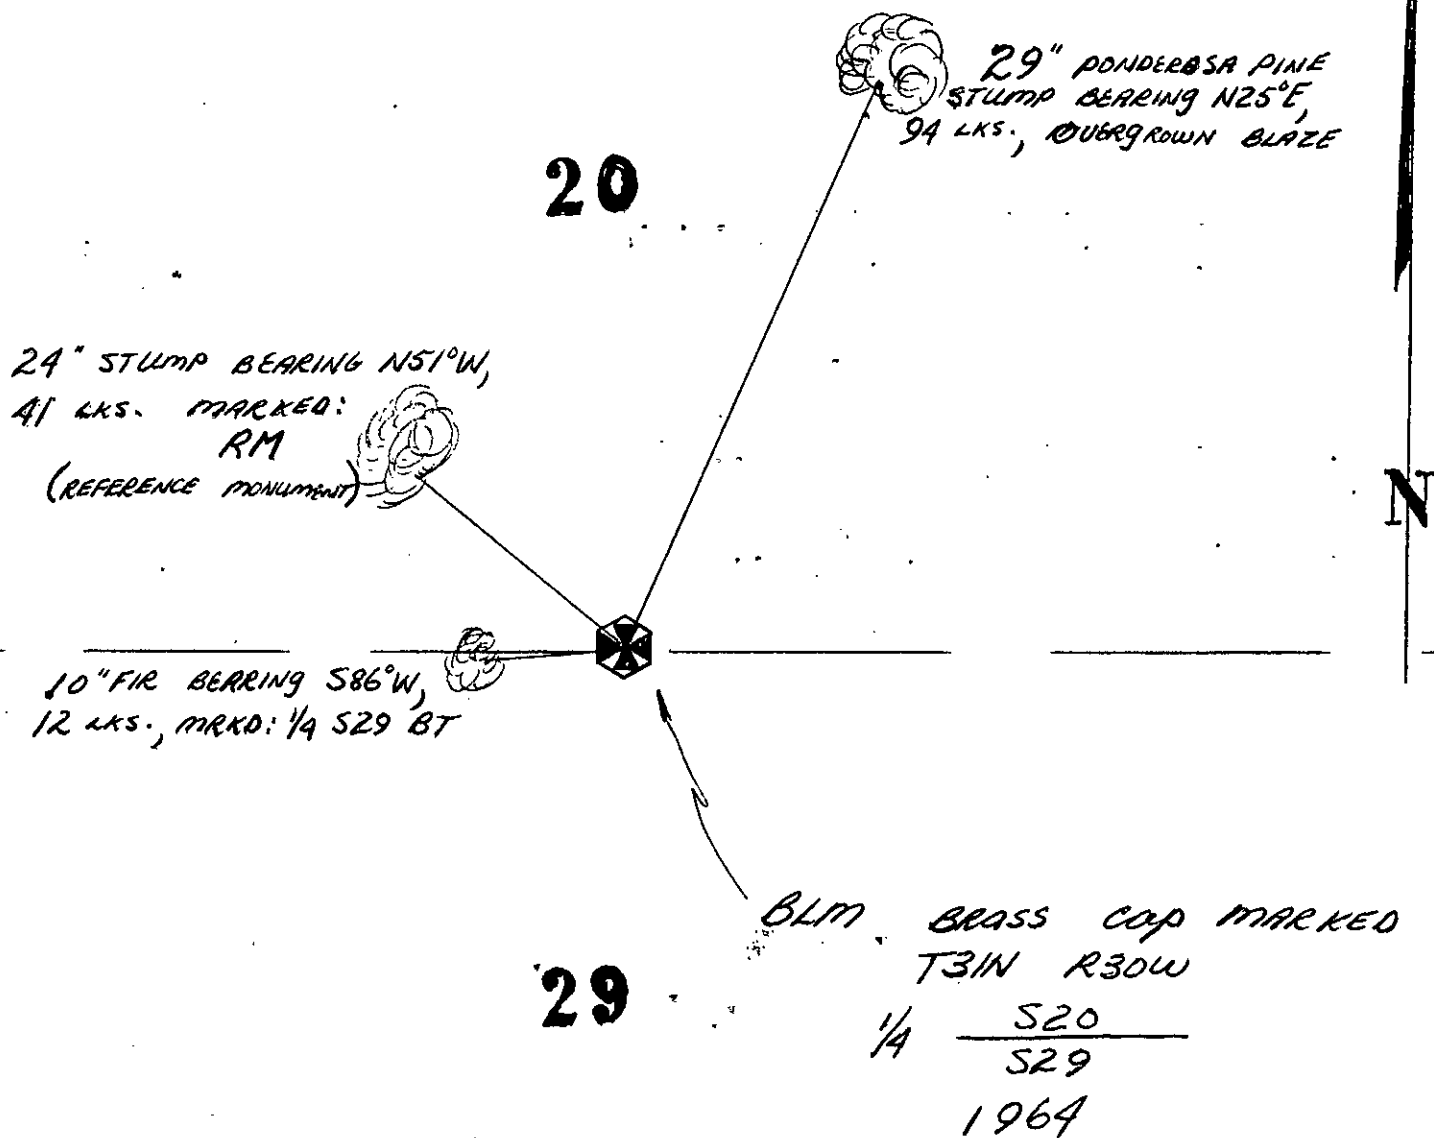 29" PONDEROSA PINE
STUMP BEARING N25°E,
94 LKS., OVERGROWN BLAZE
20
24" STUMP BEARING N51°W,
41 LKS. MARKED:
RM
(REFERENCE MONUMENT)
N
10" FIR BEARING S86°W,
12 LKS., MRKD: 1/4 S29 BT
BLM BRASS CAP MARKED
T31N R30W
29
1/4 S20
S29
1964